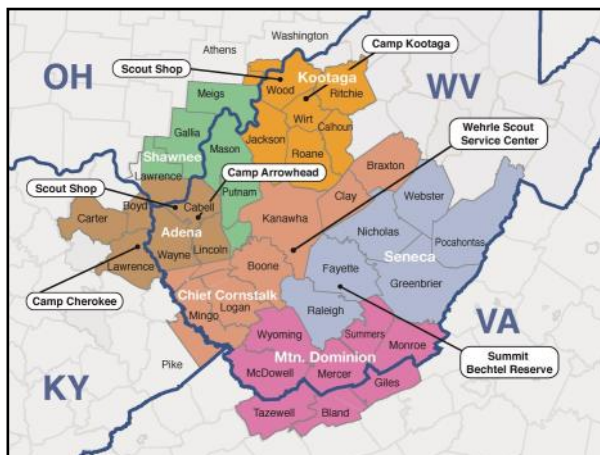 Washington
Athens
Camp Kootaga
OH
Scout Shop
Kootaga
WV
Wood
Ritchie
Meigs
Wirt
Wehrle Scout
Service Center
Gallia
Jackson
Calhoun
Mason
Roane
Shawnee
Braxton
Lawrence
Camp Arrowhead
Scout Shop
Putnam
Clay
Webster
Boyd
Cabell
Carter
Kanawha
Nicholas
Pocahontas
Adena
Lawrence
Wayne
Lincoln
Boone
Fayette
Seneca
Greenbrier
Camp Cherokee
Chief Cornstalk
Raleigh
Logan
Mingo
VA
Wyoming
Summers
Monroe
Pike
Mtn. Dominion
Summit
Bechtel Reserve
KY
McDowell
Mercer
Giles
Tazewell
Bland